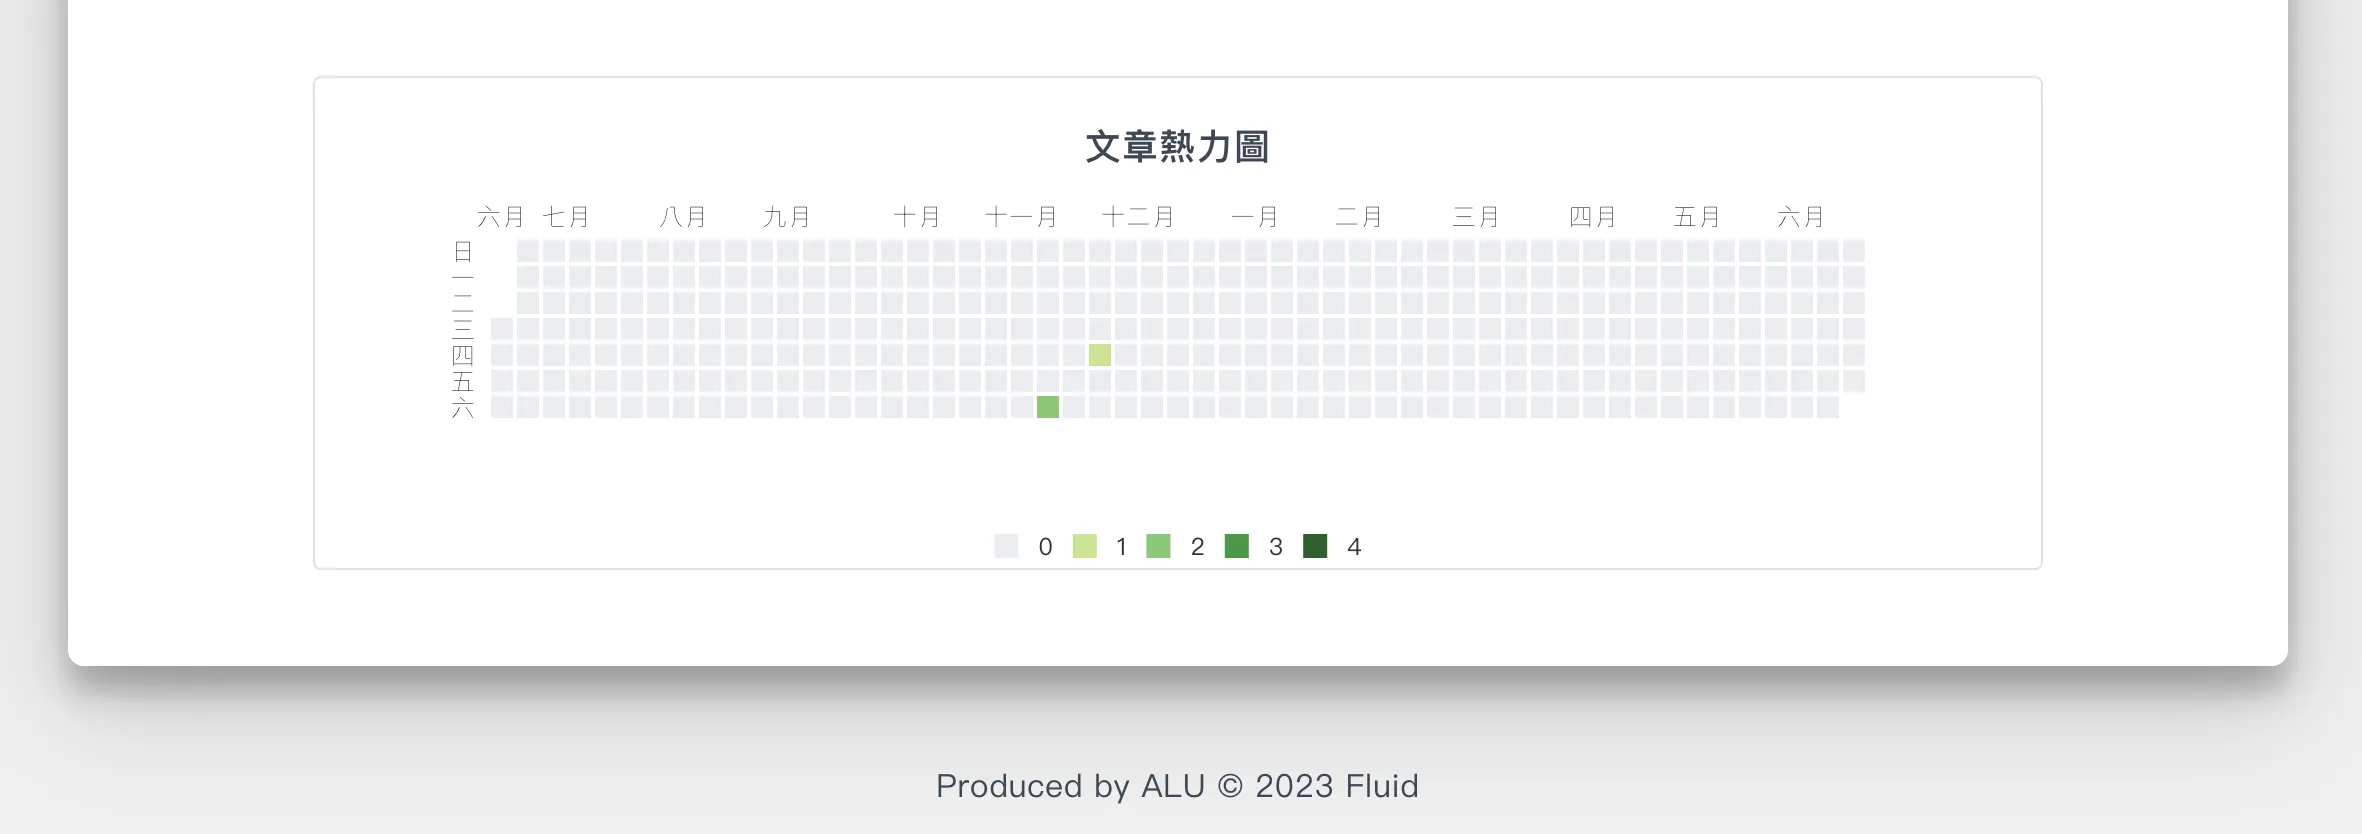 文章熱力圖
六月 七月 八月 九月 十月 十一月 十二月 一月 二月 三月 四月 五月 六月
日
一
二
三
四
五
六
0 1 2 3 4
Produced by ALU © 2023 Fluid